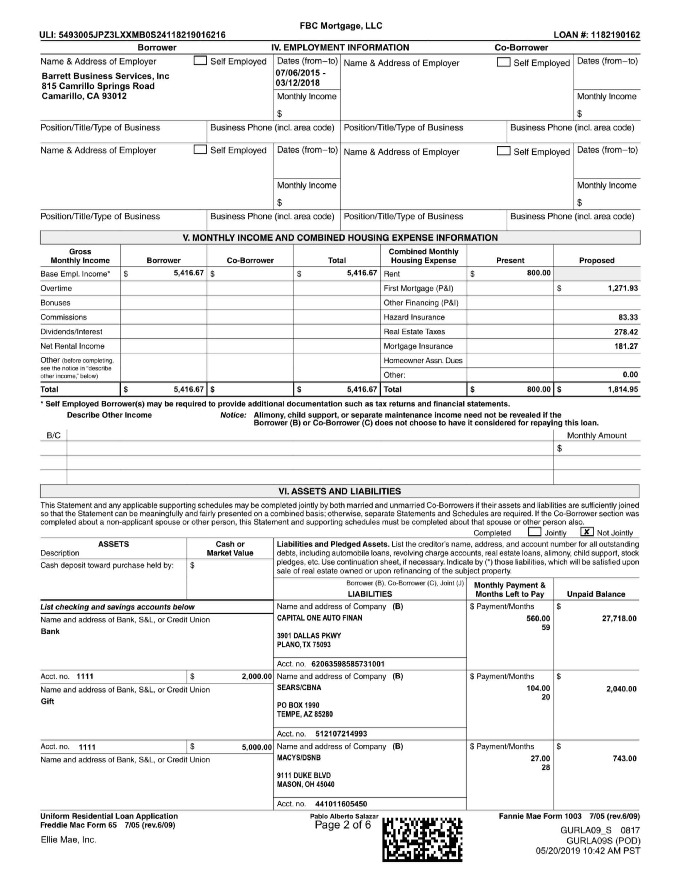 FBC Mortgage, LLC
ULI: 5493005JPZ3LXXMB0S24118219016216 LOAN #: 1182190162
Borrower IV. EMPLOYMENT INFORMATION Co-Borrower
Name & Address of Employer Self Employed Dates (from–to) Name & Address of Employer Self Employed Dates (from–to)
Barrett Business Services, Inc
815 Camrillo Springs Road
Camarillo, CA 93012
07/06/2015 -
03/12/2018
Monthly Income Monthly Income
$ $
Position/Title/Type of Business Business Phone (incl. area code) Position/Title/Type of Business Business Phone (incl. area code)
Name & Address of Employer Self Employed Dates (from–to) Name & Address of Employer Self Employed Dates (from–to)
Monthly Income Monthly Income
$ $
Position/Title/Type of Business Business Phone (incl. area code) Position/Title/Type of Business Business Phone (incl. area code)
V. MONTHLY INCOME AND COMBINED HOUSING EXPENSE INFORMATION
Gross
Monthly Income Borrower Co-Borrower Total Combined Monthly
Housing Expense Present Proposed
Base Empl. Income* $ 5,416.67 $ $ 5,416.67 Rent $ 800.00
Overtime First Mortgage (P&I) $ 1,271.93
Bonuses Other Financing (P&I)
Commissions Hazard Insurance 83.33
Dividends/Interest Real Estate Taxes 278.42
Net Rental Income Mortgage Insurance 181.27
Other (before completing,
see the notice in "describe
other income," below)
Homeowner Assn. Dues
Other: 0.00
Total $ 5,416.67 $ $ 5,416.67 Total $ 800.00 $ 1,814.95
* Self Employed Borrower(s) may be required to provide additional documentation such as tax returns and financial statements.
Describe Other Income Notice: Alimony, child support, or separate maintenance income need not be revealed if the
Borrower (B) or Co-Borrower (C) does not choose to have it considered for repaying this loan.
B/C Monthly Amount
$
VI. ASSETS AND LIABILITIES
This Statement and any applicable supporting schedules may be completed jointly by both married and unmarried Co-Borrowers if their assets and liabilities are sufficiently joined
so that the Statement can be meaningfully and fairly presented on a combined basis; otherwise, separate Statements and Schedules are required. If the Co-Borrower section was
completed about a non-applicant spouse or other person, this Statement and supporting schedules must be completed about that spouse or other person also.
Completed Jointly X Not Jointly
ASSETS
Description
Cash or
Market Value
Cash deposit toward purchase held by: $
Liabilities and Pledged Assets. List the creditor's name, address, and account number for all outstanding
debts, including automobile loans, revolving charge accounts, real estate loans, alimony, child support, stock
pledges, etc. Use continuation sheet, if necessary. Indicate by (*) those liabilities, which will be satisfied upon
sale of real estate owned or upon refinancing of the subject property.
Borrower (B), Co-Borrower (C), Joint (J)
LIABILITIES
Monthly Payment &
Months Left to Pay
Unpaid Balance
List checking and savings accounts below
Name and address of Bank, S&L, or Credit Union
Bank
Name and address of Company (B) $ Payment/Months $
CAPITAL ONE AUTO FINAN 560.00 27,718.00
59
3901 DALLAS PKWY
PLANO,TX 75093
Acct. no. 62063598585731001
Acct. no. 1111 $ 2,000.00 Name and address of Company (B) $ Payment/Months $
Name and address of Bank, S&L, or Credit Union SEARS/CBNA 104.00 2,040.00
Gift 20
PO BOX 1990
TEMPE, AZ 85280
Acct. no. 512107214993
Acct. no. 1111 $ 5,000.00 Name and address of Company (B) $ Payment/Months $
Name and address of Bank, S&L, or Credit Union MACYS/DSNB 27.00 743.00
28
9111 DUKE BLVD
MASON, OH 45040
Acct. no. 441011605450
Uniform Residential Loan Application Pablo Alberto Salazar Fannie Mae Form 1003 7/05 (rev.6/09)
Freddie Mac Form 65 7/05 (rev.6/09) Page 2 of 6
Ellie Mae, Inc.
GURLA09_S 0817
GURLA09S (POD)
05/20/2019 10:42 AM PST